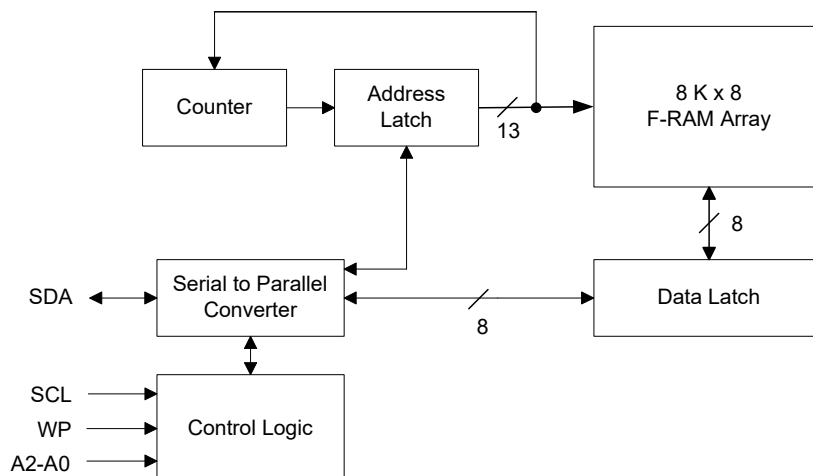 Counter
Address
Latch
13
8 K x 8
F-RAM Array
8
SDA
Serial to Parallel
Converter
8
Data Latch
SCL
WP
A2-A0
Control Logic